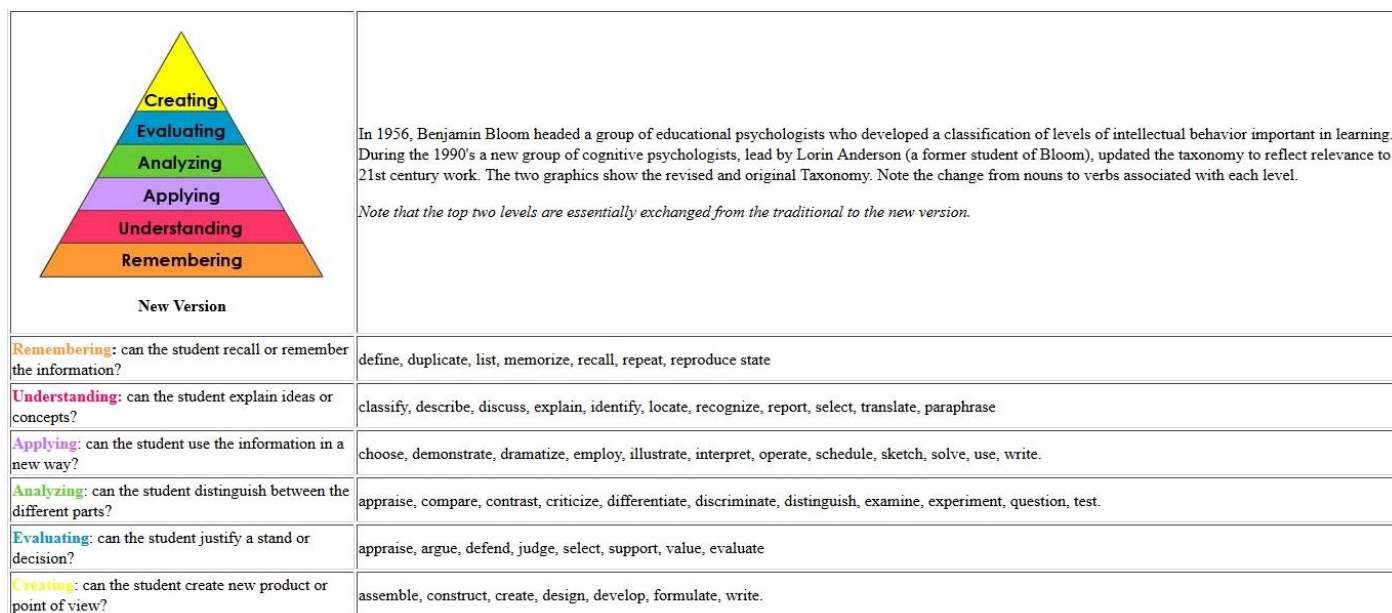 Creating
Evaluating
Analyzing
Applying
Understanding
Remembering
New Version
In 1956, Benjamin Bloom headed a group of educational psychologists who developed a classification of levels of intellectual behavior important in learning.
During the 1990's a new group of cognitive psychologists, lead by Lorin Anderson (a former student of Bloom), updated the taxonomy to reflect relevance to
21st century work. The two graphics show the revised and original Taxonomy. Note the change from nouns to verbs associated with each level.
Note that the top two levels are essentially exchanged from the traditional to the new version.
Remembering: can the student recall or remember
the information?
define, duplicate, list, memorize, recall, repeat, reproduce state
Understanding: can the student explain ideas or
concepts?
classify, describe, discuss, explain, identify, locate, recognize, report, select, translate, paraphrase
Applying: can the student use the information in a
new way?
choose, demonstrate, dramatize, employ, illustrate, interpret, operate, schedule, sketch, solve, use, write.
Analyzing: can the student distinguish between the
different parts?
appraise, compare, contrast, criticize, differentiate, discriminate, distinguish, examine, experiment, question, test.
Evaluating: can the student justify a stand or
decision?
appraise, argue, defend, judge, select, support, value, evaluate
Creating: can the student create new product or
point of view?
assemble, construct, create, design, develop, formulate, write.